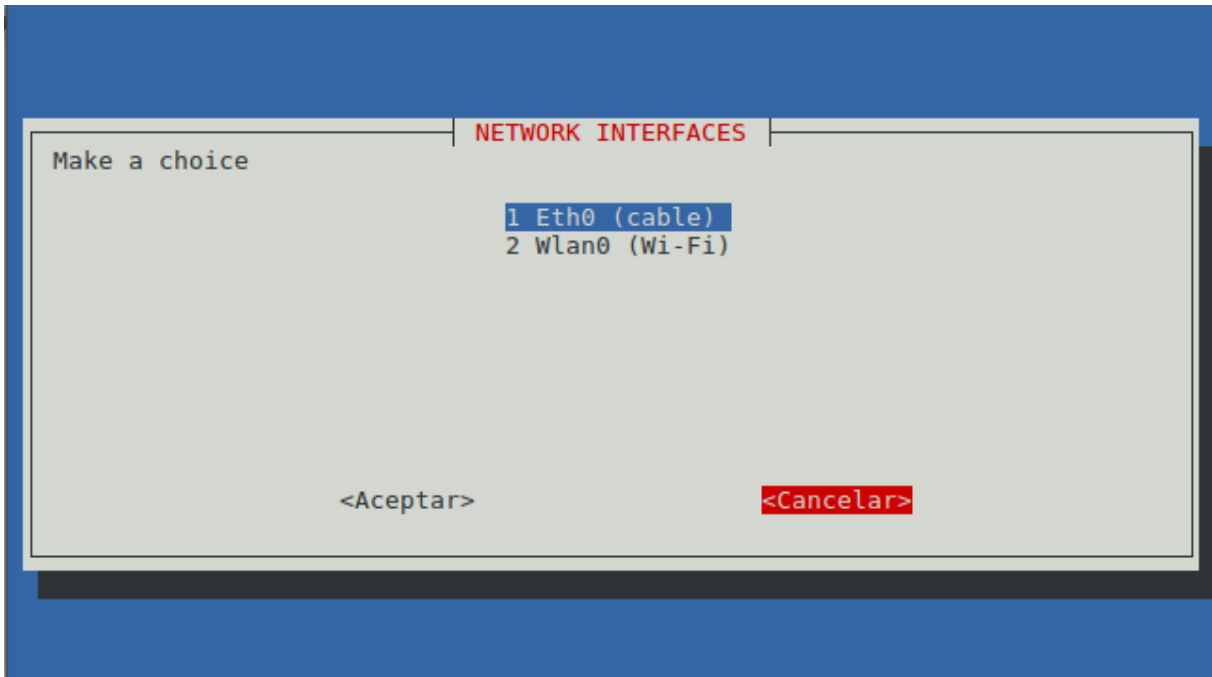 NETWORK INTERFACES
Make a choice
1 Eth0 (cable)
2 Wlan0 (Wi-Fi)
<Aceptar> <Cancelar>